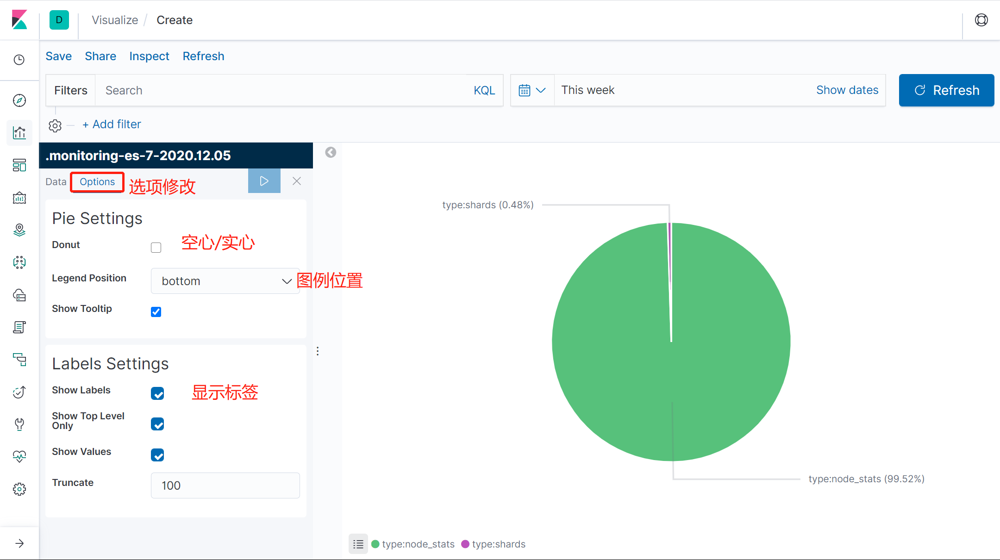 D
Visualize / Create
Save Share Inspect Refresh
Filters Search KQL
This week Show dates
Refresh
+ Add filter
.monitoring-es-7-2020.12.05
Data Options 选项修改
Pie Settings
Donut 空心/实心
Legend Position bottom 图例位置
Show Tooltip
Labels Settings
Show Labels 显示标签
Show Top Level
Only
Show Values
Truncate 100
type:shards (0.48%)
type:node_stats (99.52%)
type:node_stats type:shards